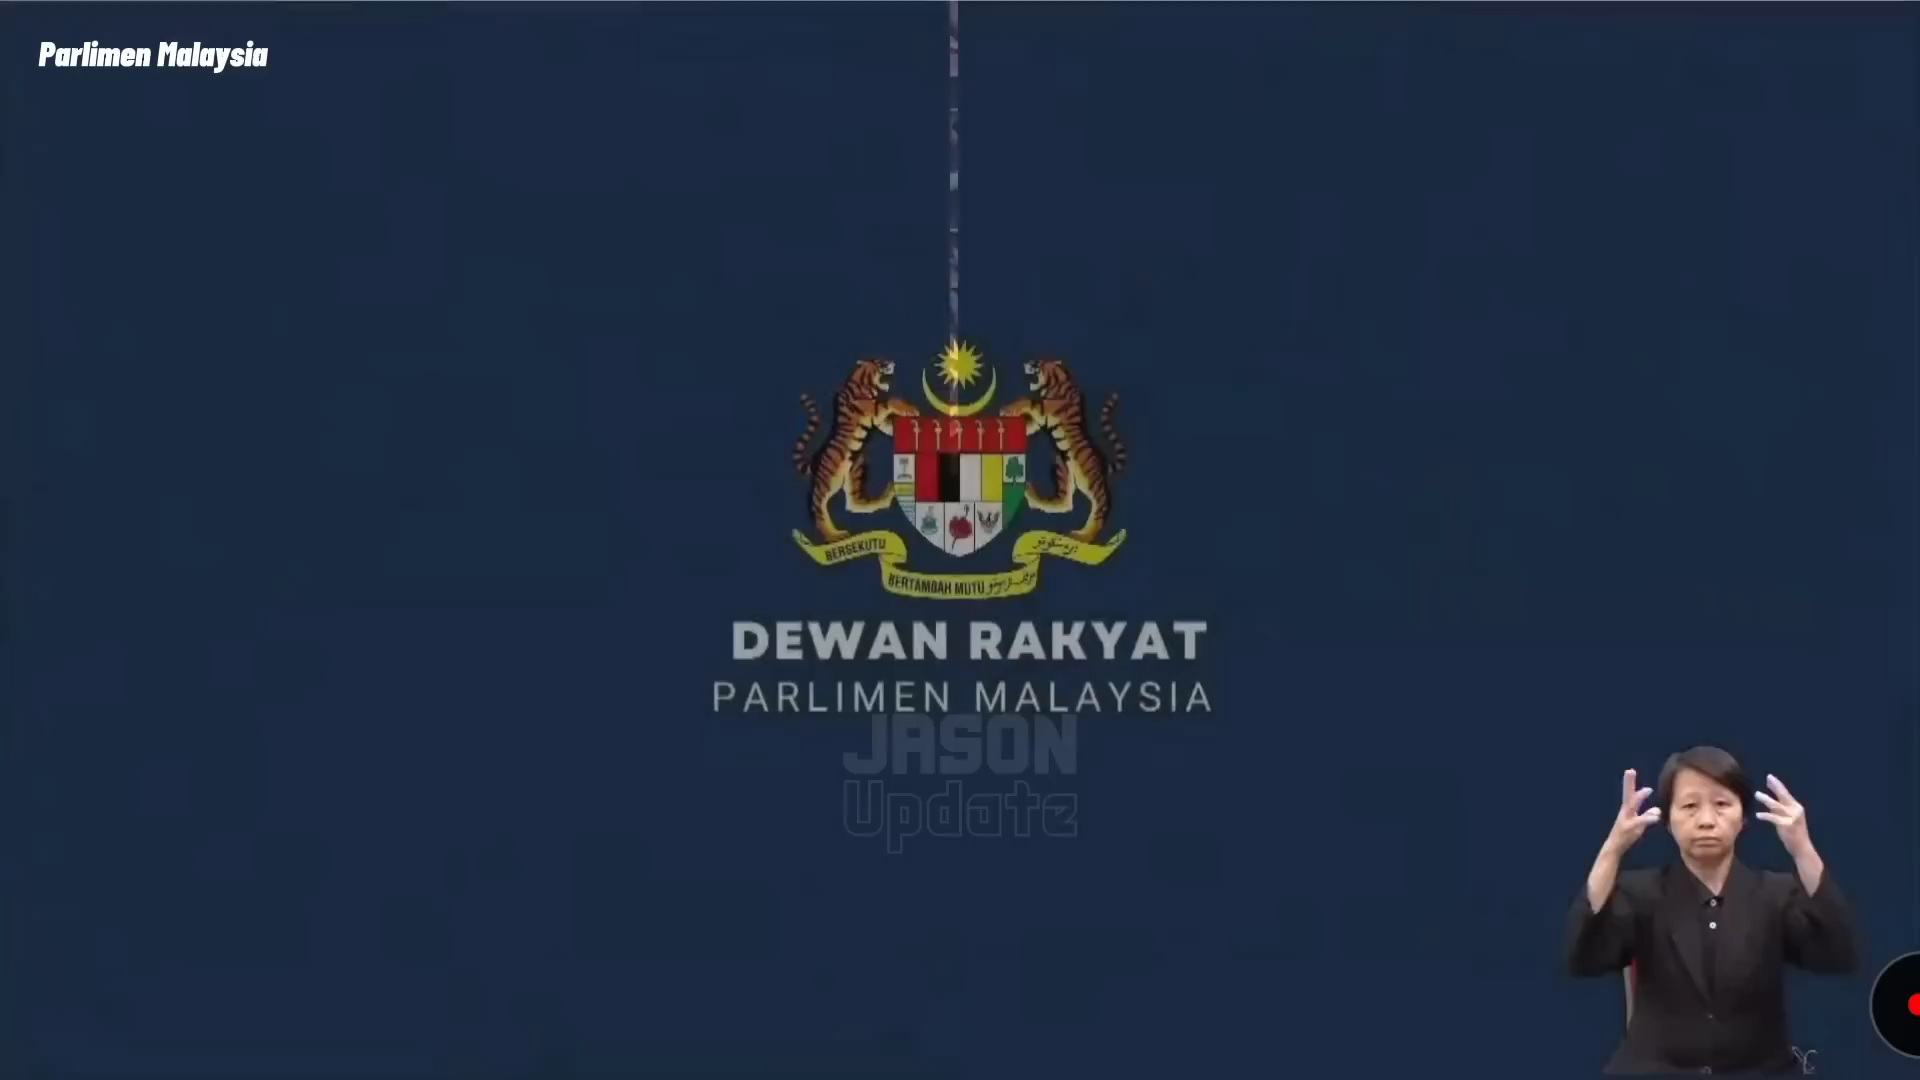 Parlimen Malaysia
BERSEKUTU
BERTAMBAH MUTU
DEWAN RAKYAT
PARLIMEN MALAYSIA
JASON
Update